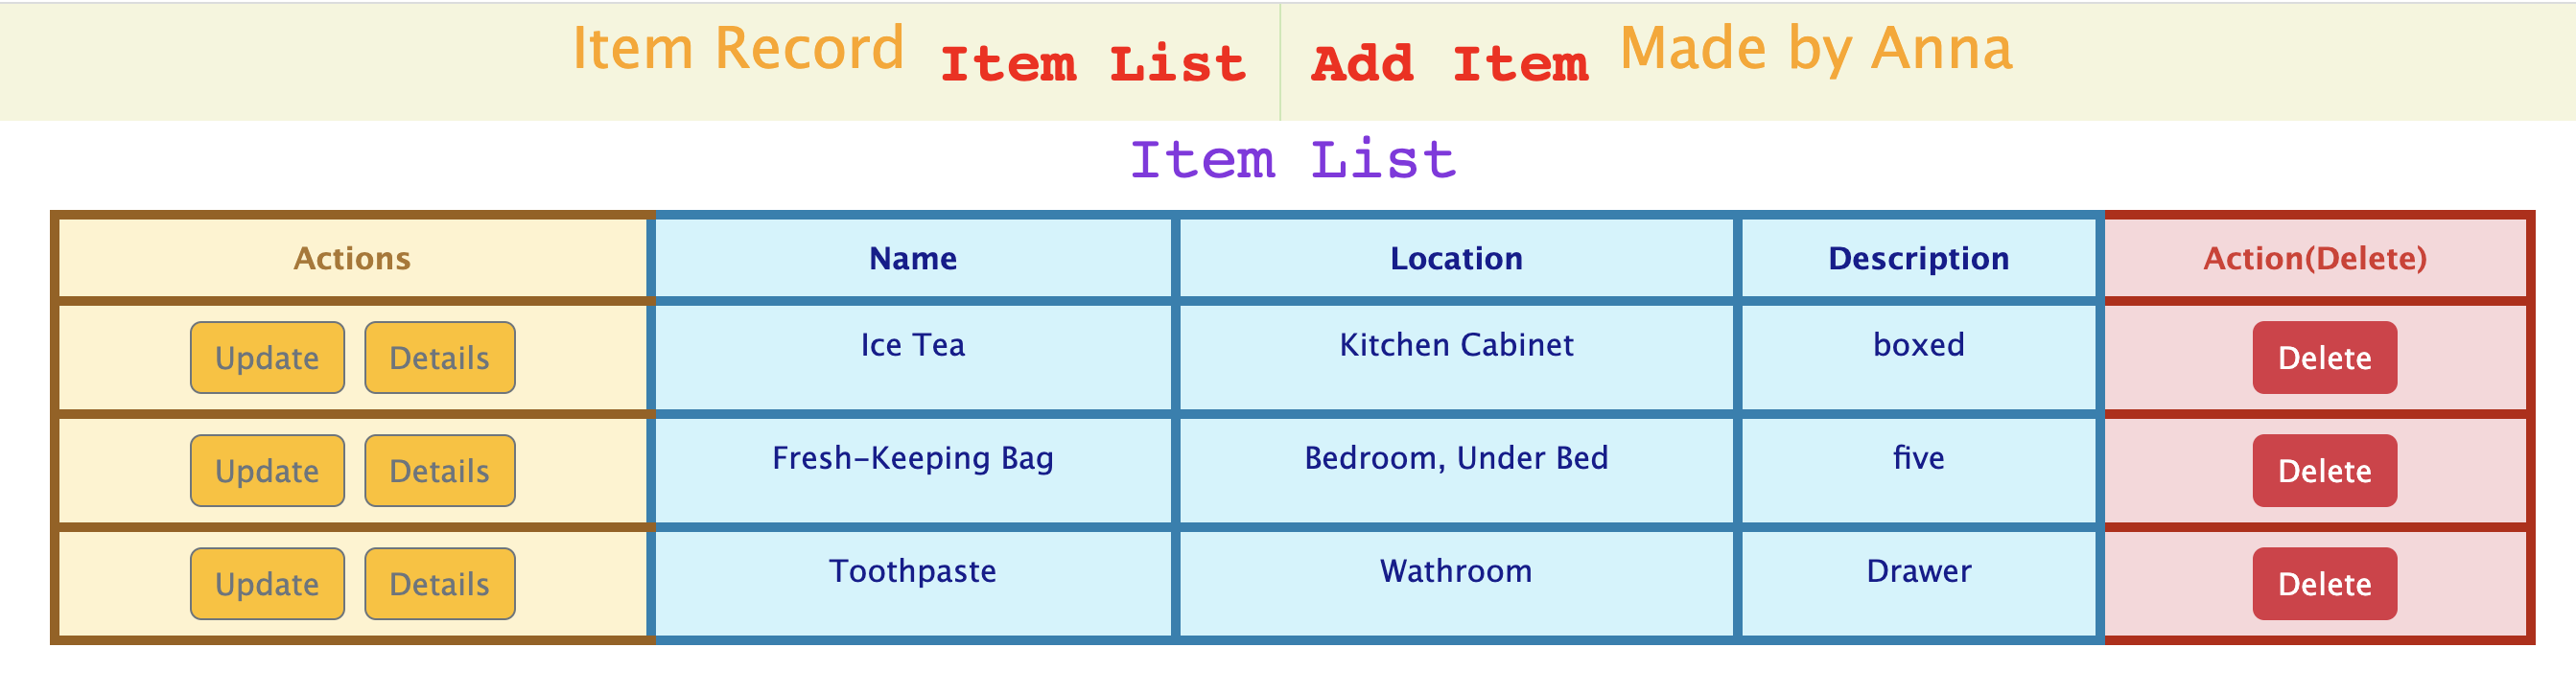 Item Record Item List Add Item Made by Anna
Item List
Actions Name Location Description Action(Delete)
Update Details Ice Tea Kitchen Cabinet boxed Delete
Update Details Fresh-Keeping Bag Bedroom, Under Bed five Delete
Update Details Toothpaste Wathroom Drawer Delete